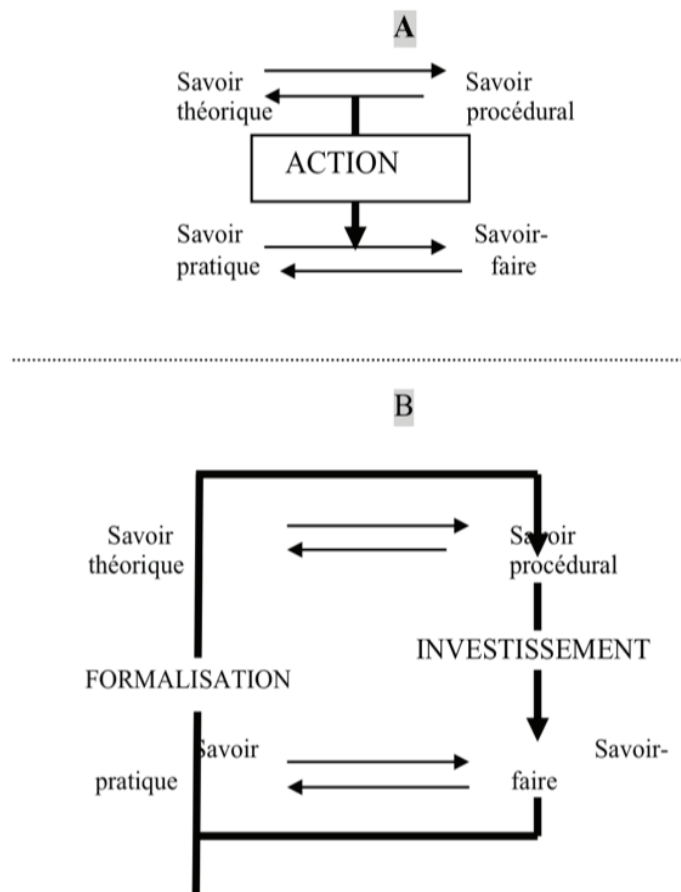 A
Savoir Savoir
théorique procédural
ACTION
Savoir Savoir-
pratique faire
B
Savoir Savoir
théorique procédural
INVESTISSEMENT
FORMALISATION
Savoir Savoir-
pratique faire